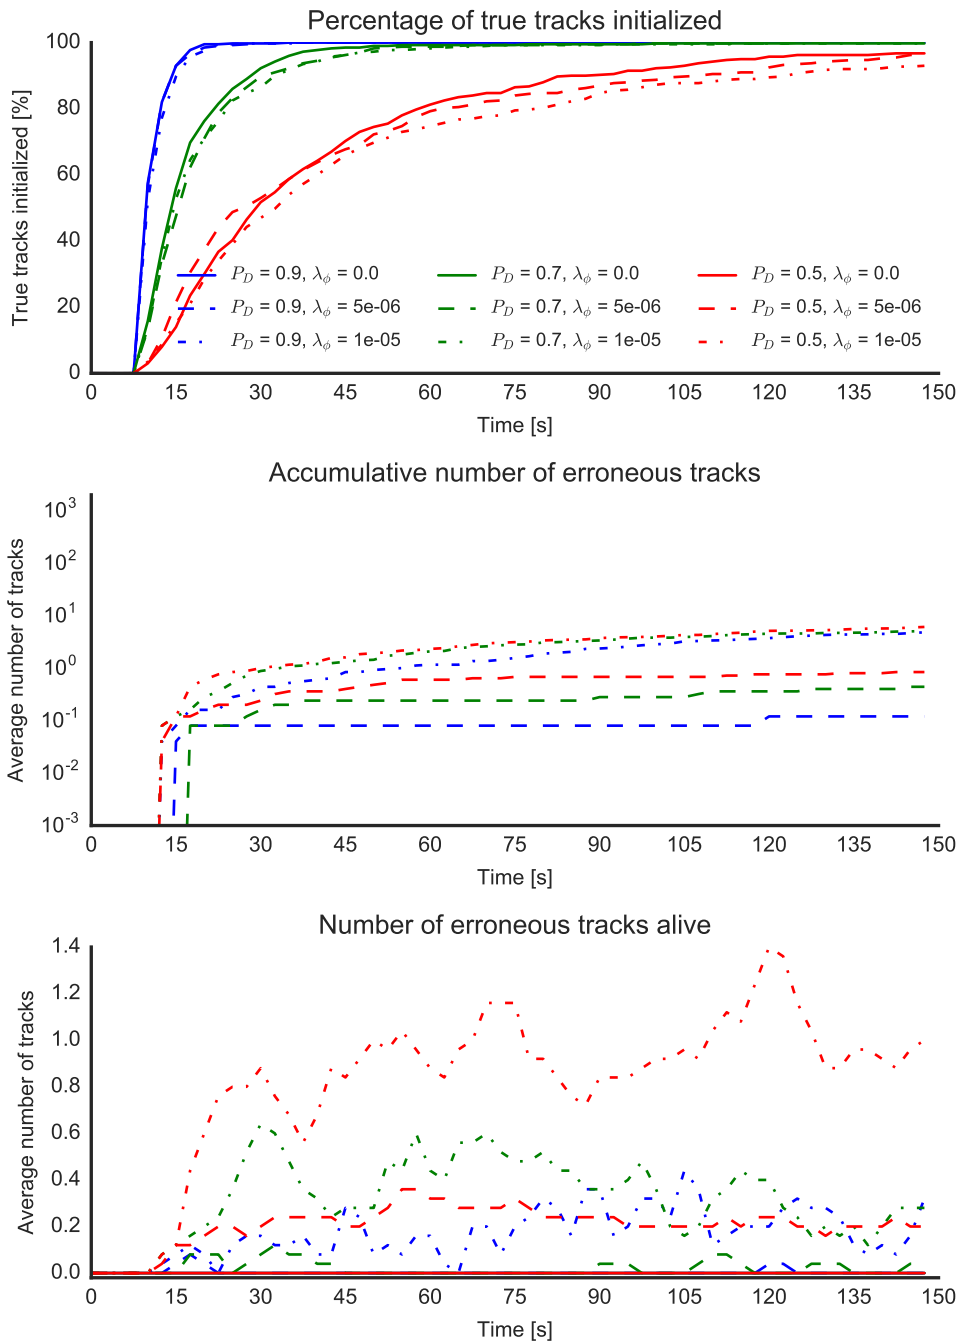 Percentage of true tracks initialized
True tracks initialized [%]
100
80
60
40
20
0
P_D = 0.9, λ_ϕ = 0.0
P_D = 0.7, λ_ϕ = 0.0
P_D = 0.5, λ_ϕ = 0.0
P_D = 0.9, λ_ϕ = 5e-06
P_D = 0.7, λ_ϕ = 5e-06
P_D = 0.5, λ_ϕ = 5e-06
P_D = 0.9, λ_ϕ = 1e-05
P_D = 0.7, λ_ϕ = 1e-05
P_D = 0.5, λ_ϕ = 1e-05
0 15 30 45 60 75 90 105 120 135 150
Time [s]
Accumulative number of erroneous tracks
Average number of tracks
10^3
10^2
10^1
10^0
10^-1
10^-2
10^-3
0 15 30 45 60 75 90 105 120 135 150
Time [s]
Number of erroneous tracks alive
Average number of tracks
1.4
1.2
1.0
0.8
0.6
0.4
0.2
0.0
0 15 30 45 60 75 90 105 120 135 150
Time [s]